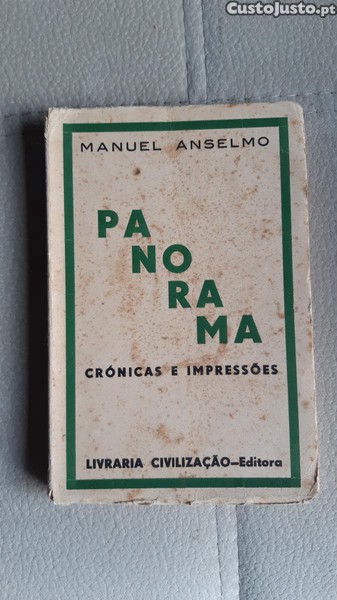 CustoJusto.pt
MANUEL ANSELMO
PA
NO
RA
MA
CRÓNICAS E IMPRESSÕES
LIVRARIA CIVILIZAÇÃO—Editora